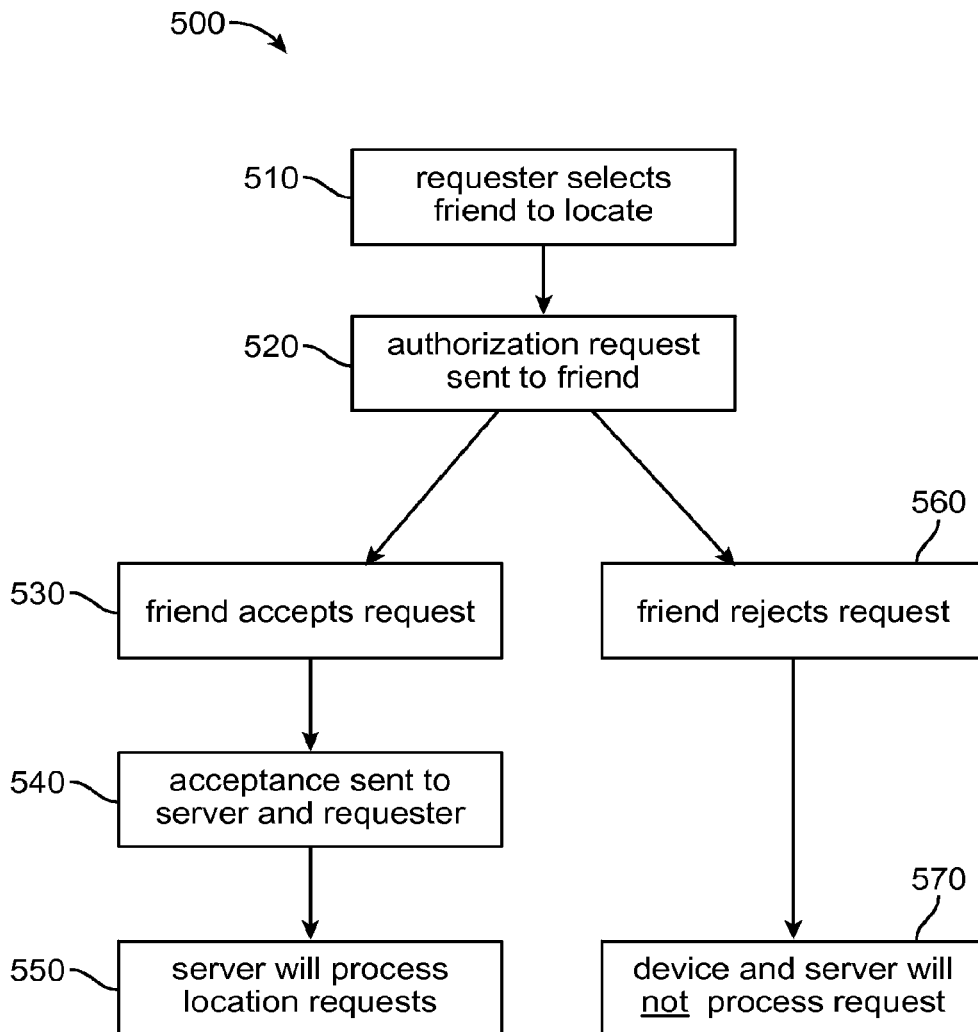 500
510
requester selects
friend to locate
520
authorization request
sent to friend
530
friend accepts request
560
friend rejects request
540
acceptance sent to
server and requester
550
server will process
location requests
570
device and server will
not process request